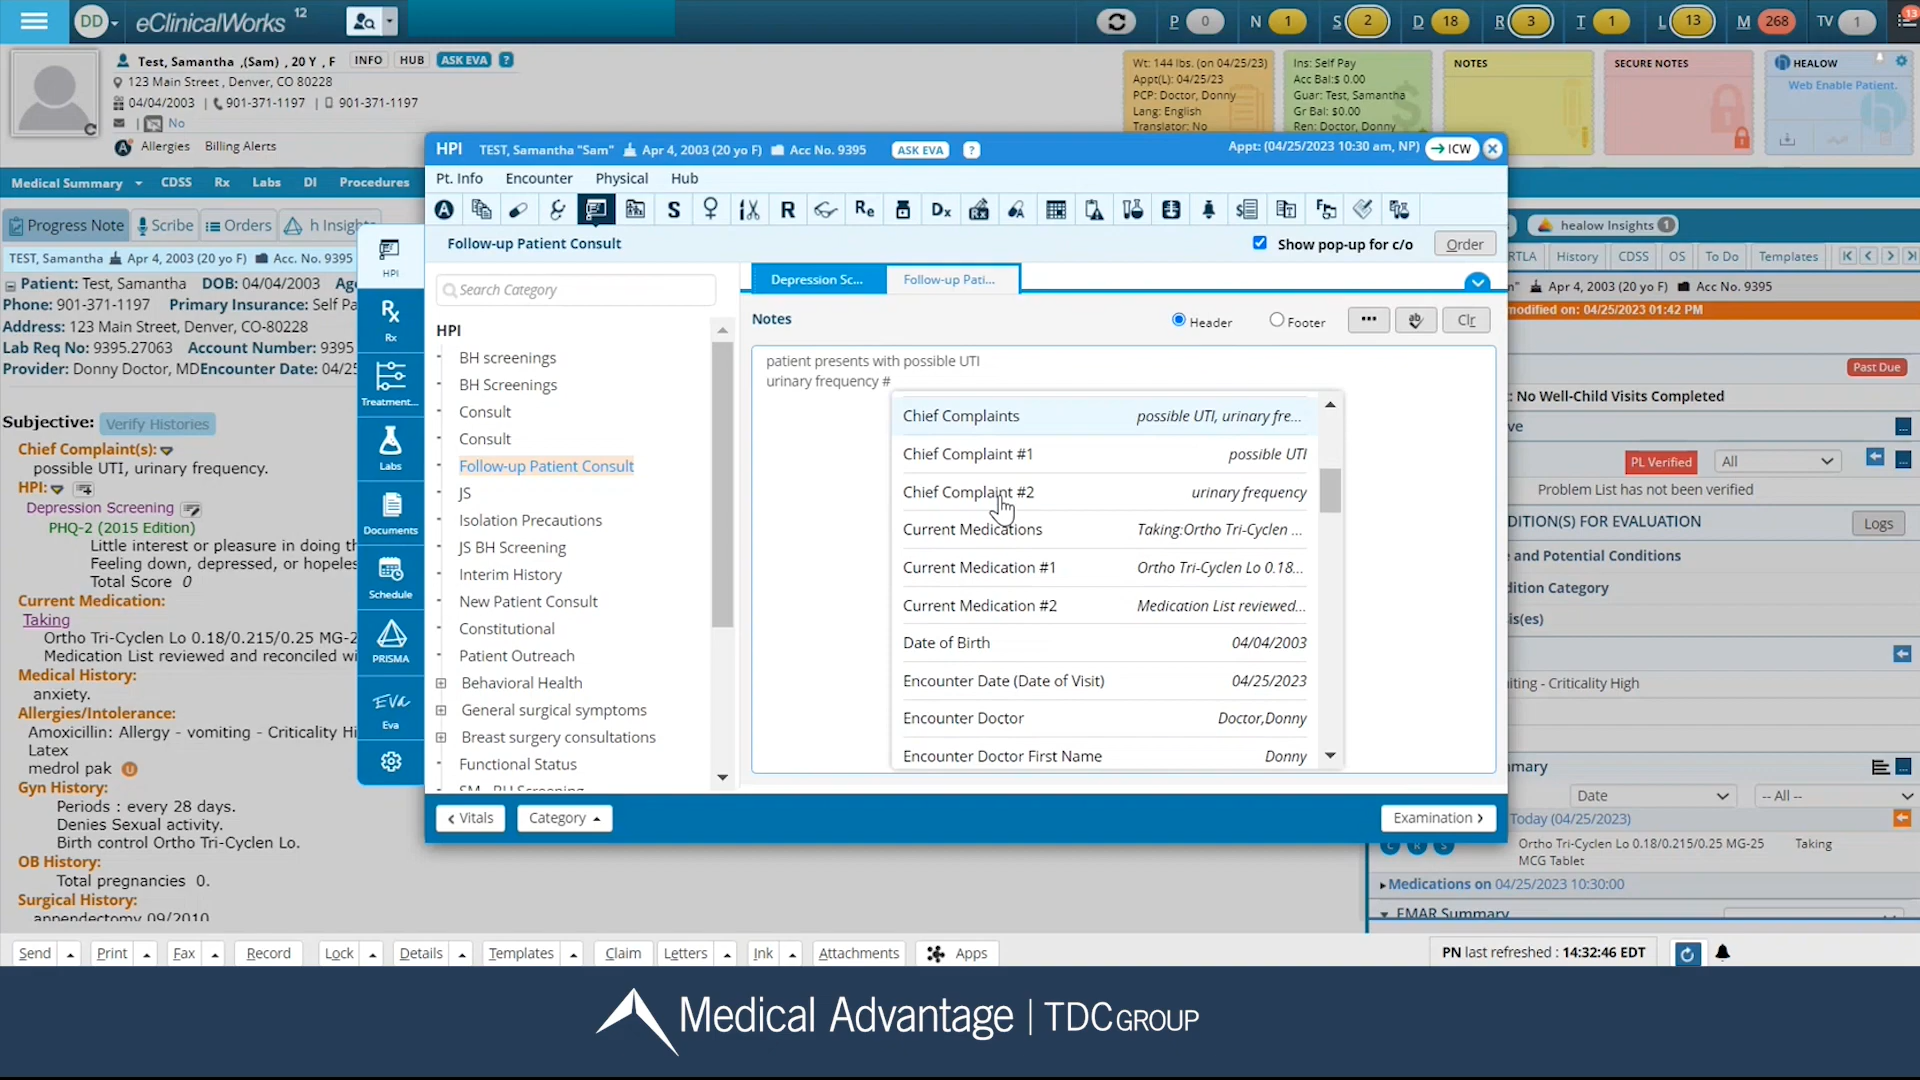 DD
eClinicalWorks 12
P 0 N 1 S 2 D 18 R 3 T 1 L 13 M 268 TV 1 13
Test, Samantha ,(Sam) , 20 Y , F INFO HUB ASK EVA ?
123 Main Street , Denver, CO 80228
04/04/2003 | 901-371-1197 | 901-371-1197
| No
Allergies Billing Alerts
Wt: 144 lbs. (on 04/25/23)
Appt(L): 04/25/23
PCP: Doctor, Donny
Lang: English
Translator: No
Ins: Self Pay
Acc Bal:$ 0.00
Guar: Test, Samantha
Gr Bal: $0.00
Ren: Doctor, Donny
NOTES
SECURE NOTES
HEALOW
Web Enable Patient.
Medical Summary CDSS Rx Labs DI Procedures
Progress Note Scribe Orders h Insights
TEST, Samantha Apr 4, 2003 (20 yo F) Acc. No. 9395
Patient: Test, Samantha DOB: 04/04/2003 Age
Phone: 901-371-1197 Primary Insurance: Self Pa
Address: 123 Main Street, Denver, CO-80228
Lab Req No: 9395.27063 Account Number: 9395
Provider: Donny Doctor, MDEncounter Date: 04/25
Subjective: Verify Histories
Chief Complaint(s):
possible UTI, urinary frequency.
HPI:
Depression Screening
PHQ-2 (2015 Edition)
Little interest or pleasure in doing th
Feeling down, depressed, or hopeles
Total Score 0
Current Medication:
Taking
Ortho Tri-Cyclen Lo 0.18/0.215/0.25 MG-2
Medication List reviewed and reconciled wi
Medical History:
anxiety.
Allergies/Intolerance:
Amoxicillin: Allergy - vomiting - Criticality Hi
Latex
medrol pak
Gyn History:
Periods : every 28 days.
Denies Sexual activity.
Birth control Ortho Tri-Cyclen Lo.
OB History:
Total pregnancies 0.
Surgical History:
appendectomy 09/2010
HPI
Rx
Treatment...
Labs
Documents
Schedule
PRISMA
EVA
Eva
HPI TEST, Samantha "Sam" Apr 4, 2003 (20 yo F) Acc No. 9395 ASK EVA ? Appt: (04/25/2023 10:30 am, NP) ICW
Pt. Info Encounter Physical Hub
A S R Re Dx
Follow-up Patient Consult Show pop-up for c/o Order
Search Category
HPI
BH screenings
BH Screenings
Consult
Consult
Follow-up Patient Consult
JS
Isolation Precautions
JS BH Screening
Interim History
New Patient Consult
Constitutional
Patient Outreach
Behavioral Health
General surgical symptoms
Breast surgery consultations
Functional Status
SM - BH Screening
Depression Sc... Follow-up Pati...
Notes Header Footer ... Clr
patient presents with possible UTI
urinary frequency #
Chief Complaints possible UTI, urinary fre...
Chief Complaint #1 possible UTI
Chief Complaint #2 urinary frequency
Current Medications Taking:Ortho Tri-Cyclen ...
Current Medication #1 Ortho Tri-Cyclen Lo 0.18...
Current Medication #2 Medication List reviewed...
Date of Birth 04/04/2003
Encounter Date (Date of Visit) 04/25/2023
Encounter Doctor Doctor,Donny
Encounter Doctor First Name Donny
Vitals Category Examination
healow Insights 1
RTLA History CDSS OS To Do Templates
Apr 4, 2003 (20 yo F) Acc No. 9395
modified on: 04/25/2023 01:42 PM
Past Due
: No Well-Child Visits Completed
ve
PL Verified All
Problem List has not been verified
DITION(S) FOR EVALUATION Logs
e and Potential Conditions
dition Category
is(es)
iting - Criticality High
mmary
Date -- All --
Today (04/25/2023)
C R S Ortho Tri-Cyclen Lo 0.18/0.215/0.25 MG-25 Taking
MCG Tablet
Medications on 04/25/2023 10:30:00
EMAR Summary
Send Print Fax Record Lock Details Templates Claim Letters Ink Attachments Apps
PN last refreshed : 14:32:46 EDT
Medical Advantage | TDCGROUP